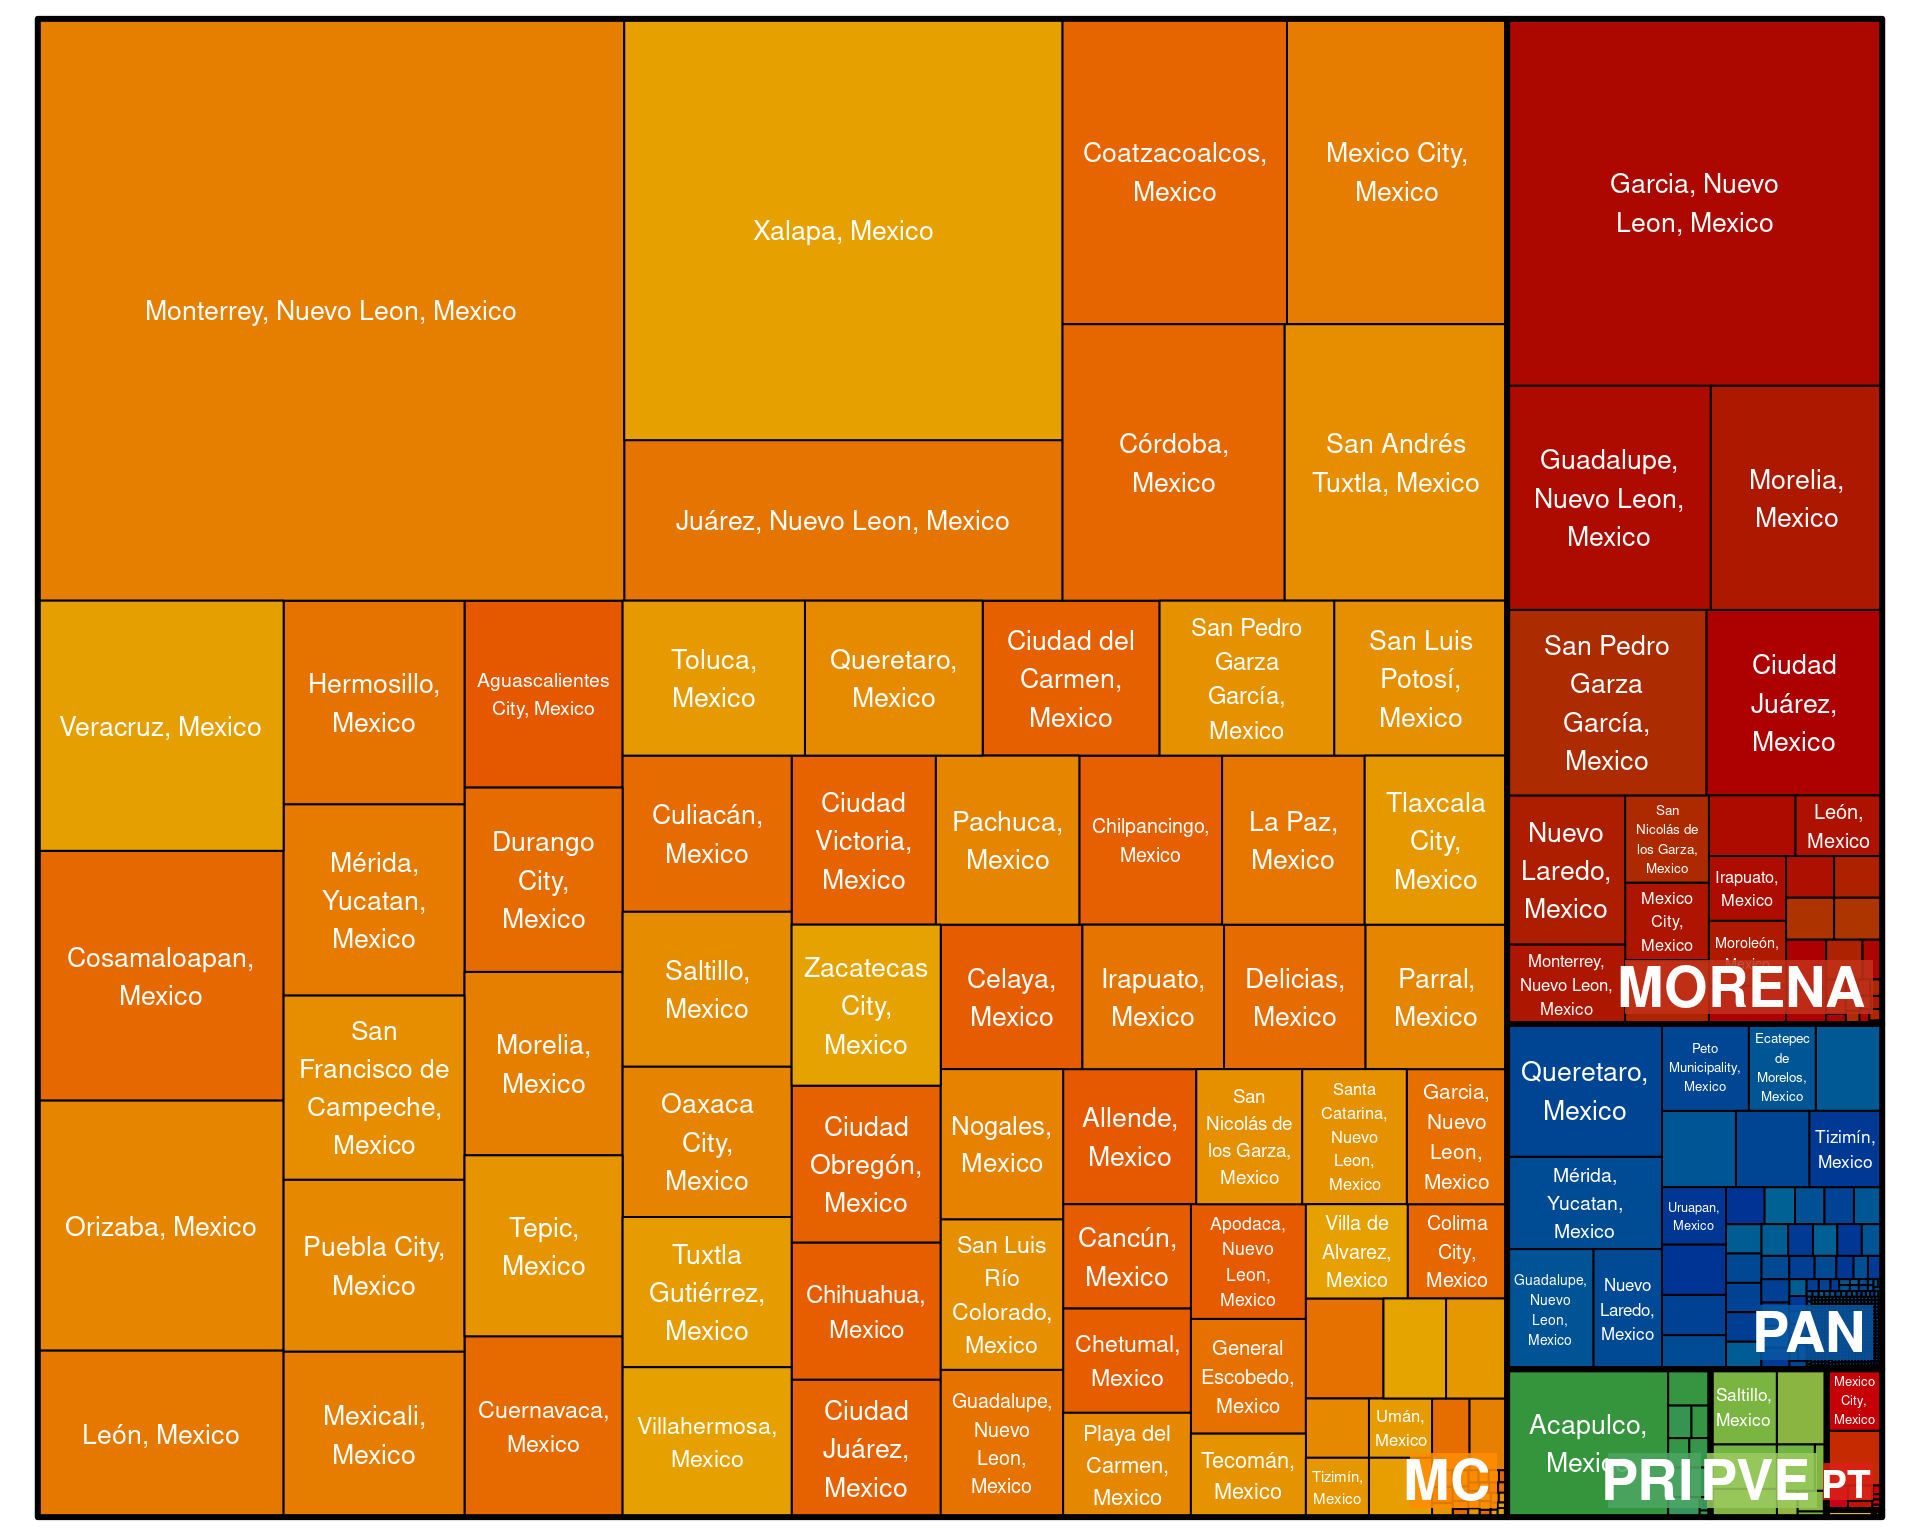 Monterrey, Nuevo Leon, Mexico
Xalapa, Mexico
Juárez, Nuevo Leon, Mexico
Coatzacoalcos,
Mexico
Mexico City,
Mexico
Córdoba,
Mexico
San Andrés
Tuxtla, Mexico
Veracruz, Mexico
Cosamaloapan,
Mexico
Orizaba, Mexico
León, Mexico
Hermosillo,
Mexico
Mérida,
Yucatan,
Mexico
San
Francisco de
Campeche,
Mexico
Puebla City,
Mexico
Mexicali,
Mexico
Aguascalientes
City, Mexico
Durango
City,
Mexico
Morelia,
Mexico
Tepic,
Mexico
Cuernavaca,
Mexico
Toluca,
Mexico
Queretaro,
Mexico
Ciudad del
Carmen,
Mexico
San Pedro
Garza
García,
Mexico
San Luis
Potosí,
Mexico
Culiacán,
Mexico
Saltillo,
Mexico
Oaxaca
City,
Mexico
Tuxtla
Gutiérrez,
Mexico
Villahermosa,
Mexico
Ciudad
Victoria,
Mexico
Pachuca,
Mexico
Chilpancingo,
Mexico
La Paz,
Mexico
Tlaxcala
City,
Mexico
Zacatecas
City,
Mexico
Ciudad
Obregón,
Mexico
Chihuahua,
Mexico
Ciudad
Juárez,
Mexico
Celaya,
Mexico
Irapuato,
Mexico
Delicias,
Mexico
Parral,
Mexico
Nogales,
Mexico
San Luis
Río
Colorado,
Mexico
Guadalupe,
Nuevo
Leon,
Mexico
Allende,
Mexico
San
Nicolás de
los Garza,
Mexico
Santa
Catarina,
Nuevo
Leon,
Mexico
Garcia,
Nuevo
Leon,
Mexico
Cancún,
Mexico
Chetumal,
Mexico
Playa del
Carmen,
Mexico
Apodaca,
Nuevo
Leon,
Mexico
General
Escobedo,
Mexico
Tecomán,
Mexico
Villa de
Alvarez,
Mexico
Colima
City,
Mexico
Umán,
Mexico
Tizimín,
Mexico
MC
Garcia, Nuevo
Leon, Mexico
Guadalupe,
Nuevo Leon,
Mexico
Morelia,
Mexico
San Pedro
Garza
García,
Mexico
Ciudad
Juárez,
Mexico
Nuevo
Laredo,
Mexico
Monterrey,
Nuevo Leon,
Mexico
San
Nicolás de
los Garza,
Mexico
Mexico
City,
Mexico
León,
Mexico
Irapuato,
Mexico
Moroleón,
Mexico
MORENA
Queretaro,
Mexico
Mérida,
Yucatan,
Mexico
Guadalupe,
Nuevo
Leon,
Mexico
Nuevo
Laredo,
Mexico
Peto
Municipality,
Mexico
Ecatepec
de
Morelos,
Mexico
Tizimín,
Mexico
Uruapan,
Mexico
PAN
Acapulco,
Mexico
PRI
Saltillo,
Mexico
PVE
Mexico
City,
Mexico
PT